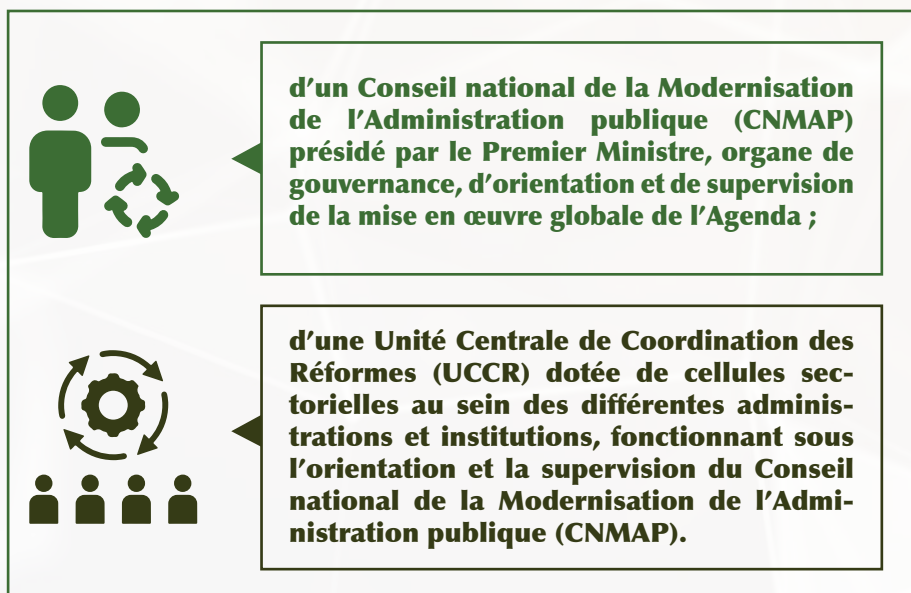 d'un Conseil national de la Modernisation
de l'Administration publique (CNMAP)
présidé par le Premier Ministre, organe de
gouvernance, d'orientation et de supervision
de la mise en œuvre globale de l'Agenda ;
d'une Unité Centrale de Coordination des
Réformes (UCCR) dotée de cellules sec-
torielles au sein des différentes adminis-
trations et institutions, fonctionnant sous
l'orientation et la supervision du Conseil
national de la Modernisation de l'Admi-
nistration publique (CNMAP).